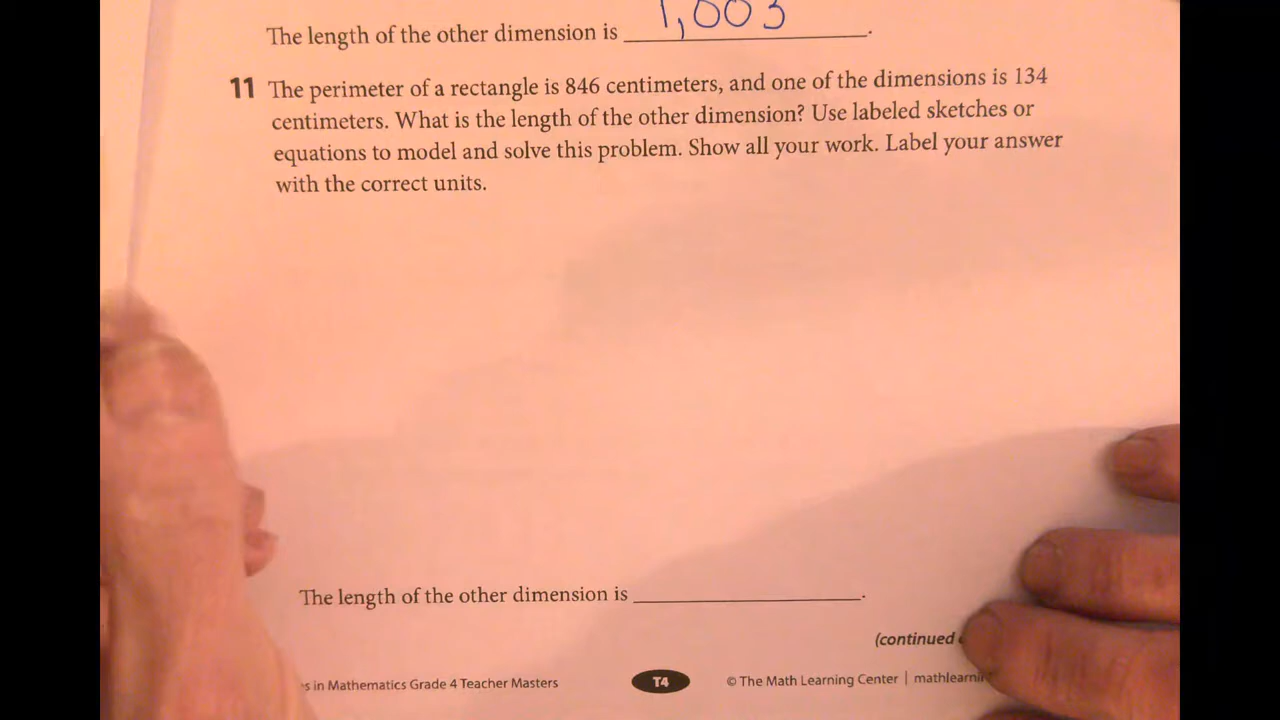 1,003
The length of the other dimension is ____________.
11 The perimeter of a rectangle is 846 centimeters, and one of the dimensions is 134
centimeters. What is the length of the other dimension? Use labeled sketches or
equations to model and solve this problem. Show all your work. Label your answer
with the correct units.
The length of the other dimension is ____________.
(continued
in Mathematics Grade 4 Teacher Masters
T4
© The Math Learning Center | mathlearni